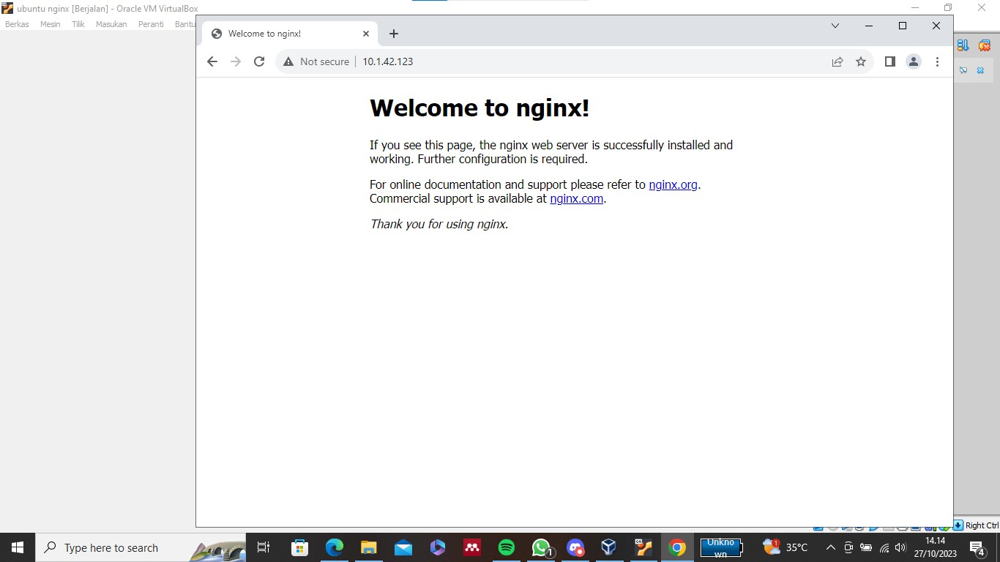 ubuntu nginx [Berjalan] - Oracle VM VirtualBox
Berkas Mesin Tilik Masukan Peranti Bantu
Welcome to nginx!
Not secure 10.1.42.123
Welcome to nginx!
If you see this page, the nginx web server is successfully installed and
working. Further configuration is required.
For online documentation and support please refer to nginx.org.
Commercial support is available at nginx.com.
Thank you for using nginx.
Right Ctrl
Type here to search
1
64
Unkno
wn
1
35°C
14.14
27/10/2023
4